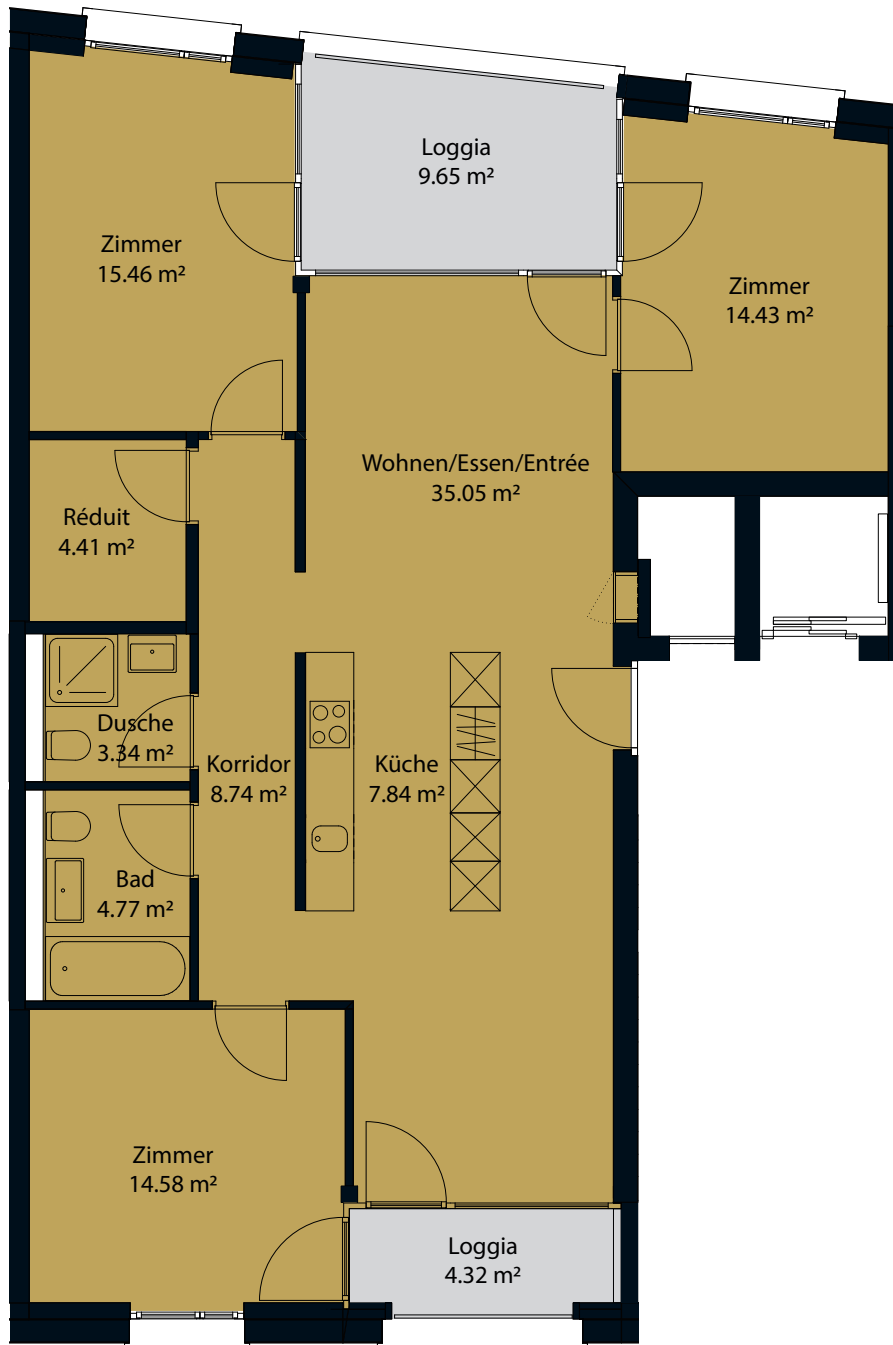 Loggia
9.65 m²
Zimmer
15.46 m²
Zimmer
14.43 m²
Wohnen/Essen/Entrée
35.05 m²
Réduit
4.41 m²
Dusche
3.34 m²
Korridor
8.74 m²
Küche
7.84 m²
Bad
4.77 m²
Zimmer
14.58 m²
Loggia
4.32 m²